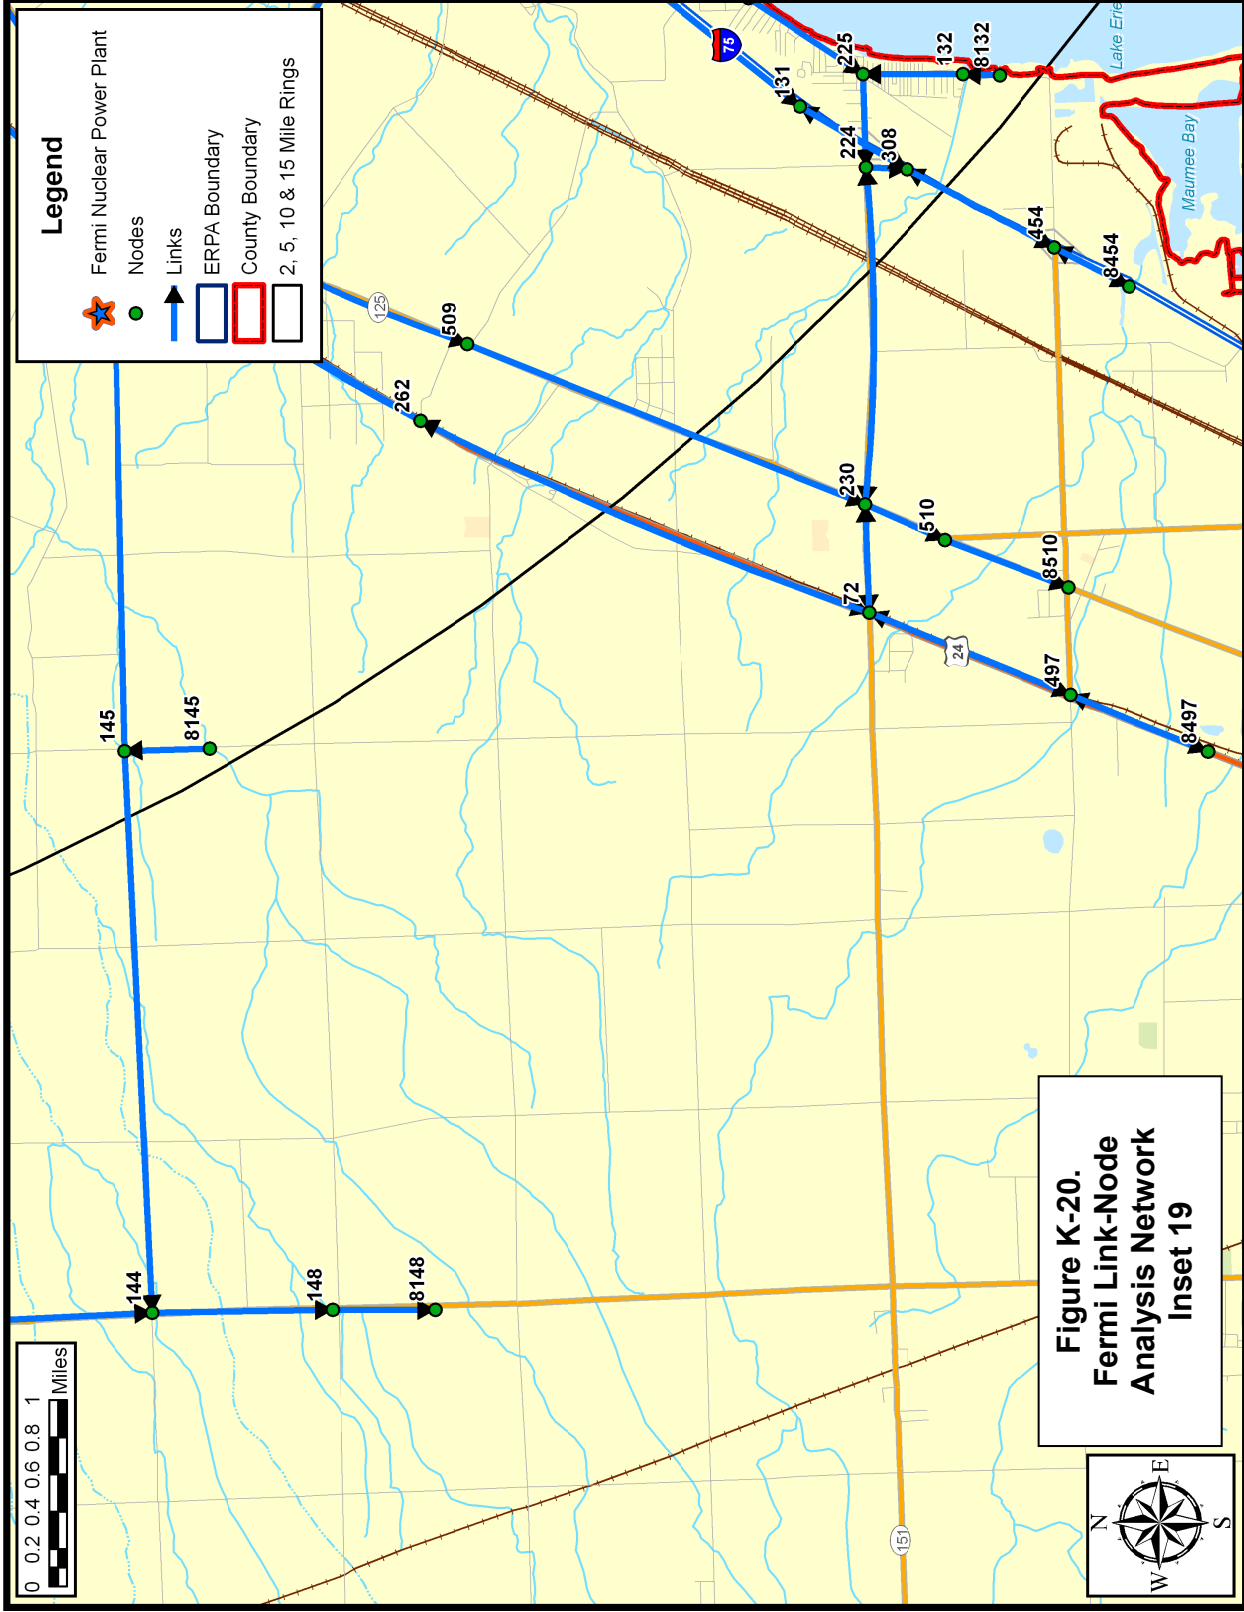 Legend
Fermi Nuclear Power Plant
Nodes
Links
ERPA Boundary
County Boundary
2, 5, 10 & 15 Mile Rings
0 0.2 0.4 0.6 0.8 1
Miles
144
148
8148
145
8145
262
125
509
75
131
225
132
8132
Lake Erie
224
308
Maumee Bay
454
8454
230
510
8510
72
24
497
8497
151
Figure K-20.
Fermi Link-Node
Analysis Network
Inset 19
N
W
E
S